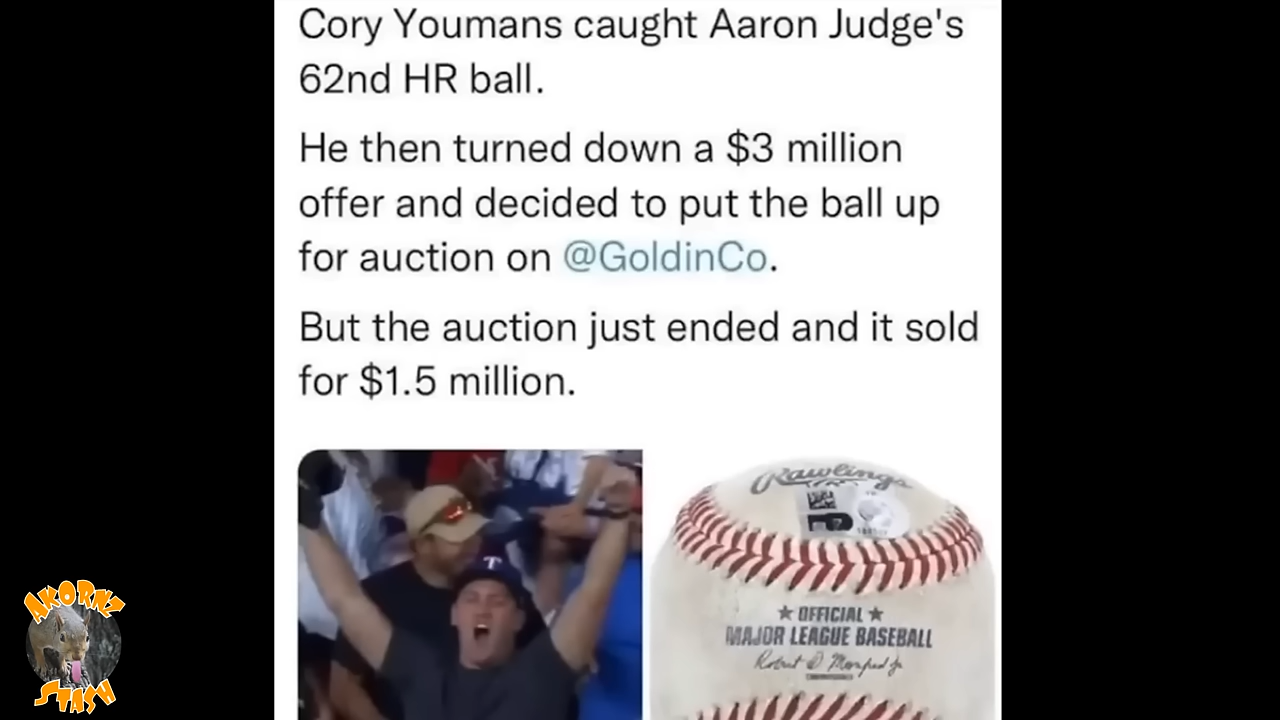 Cory Youmans caught Aaron Judge's
62nd HR ball.
He then turned down a $3 million
offer and decided to put the ball up
for auction on @GoldinCo.
But the auction just ended and it sold
for $1.5 million.
T
Rawlings
★ OFFICIAL ★
MAJOR LEAGUE BASEBALL
AKORNZ
STASH